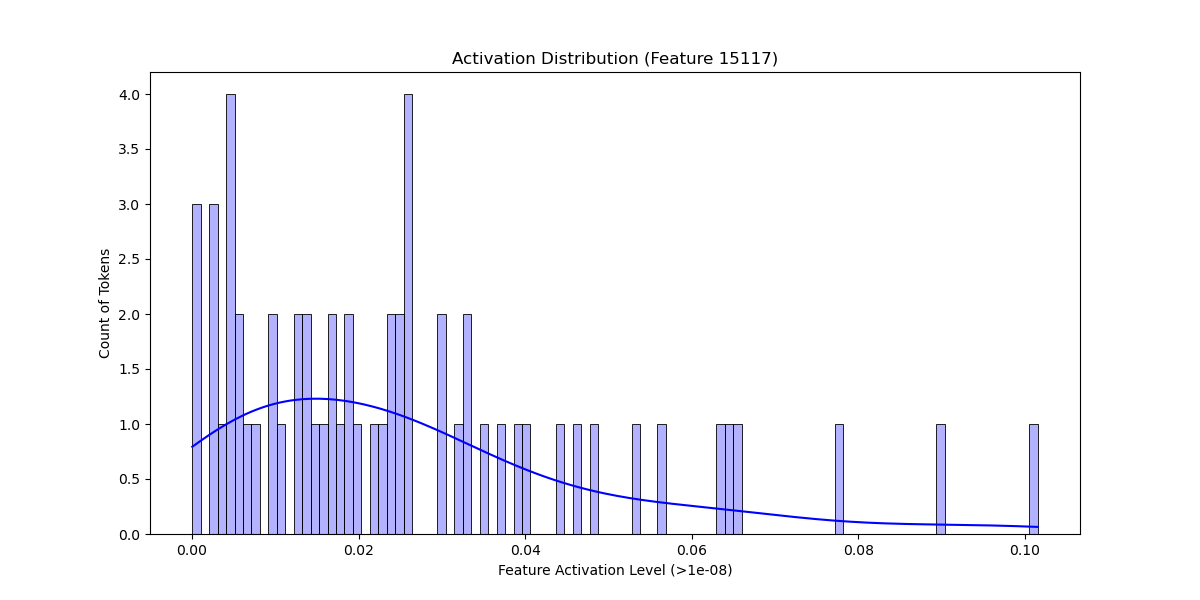 Activation Distribution (Feature 15117)
4.0
3.5
3.0
2.5
2.0
1.5
1.0
0.5
0.0
Count of Tokens
0.00 0.02 0.04 0.06 0.08 0.10
Feature Activation Level (>1e-08)